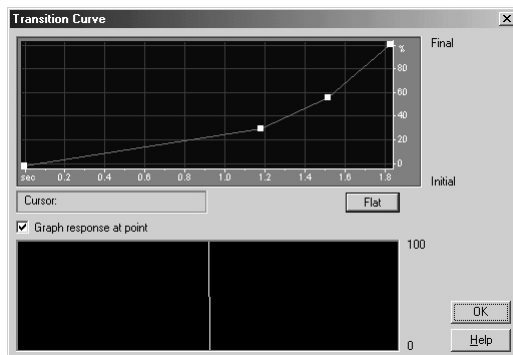 Transition Curve
Final
%
80
60
40
20
0
sec 0.2 0.4 0.6 0.8 1.0 1.2 1.4 1.6 1.8
Initial
Cursor:
Flat
Graph response at point
100
OK
Help
0